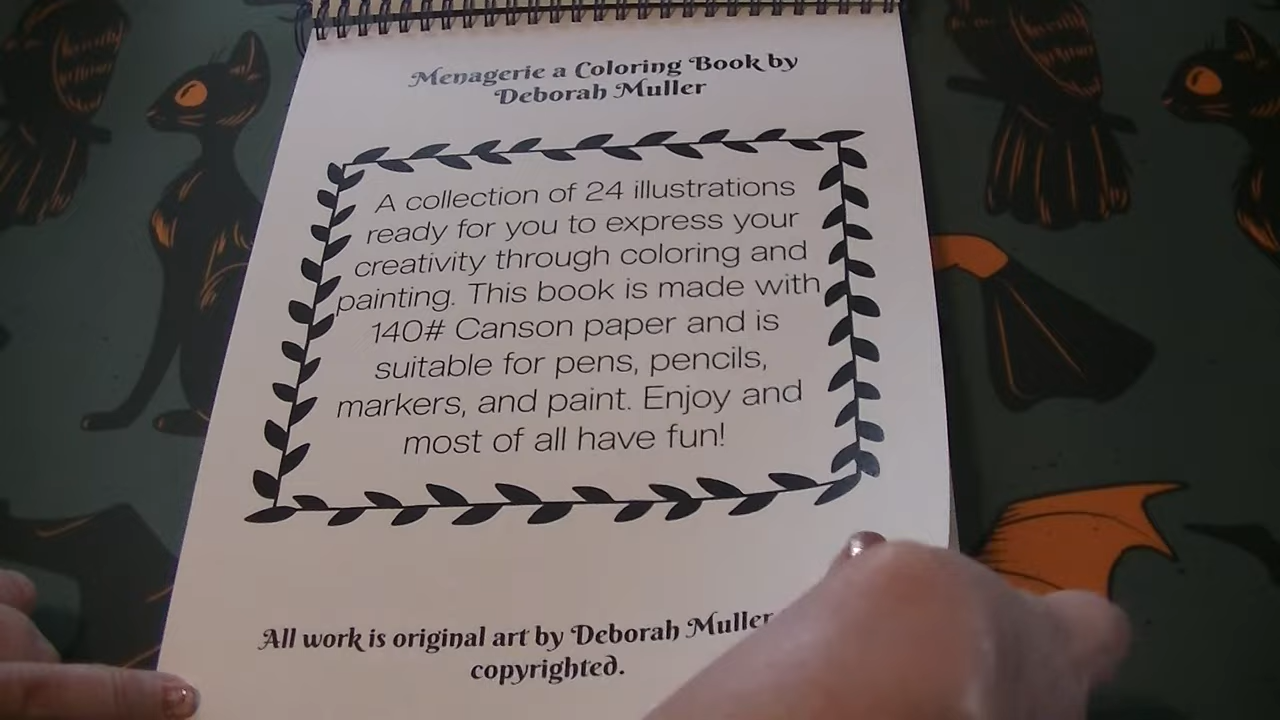 Menagerie a Coloring Book by
Deborah Muller
A collection of 24 illustrations
ready for you to express your
creativity through coloring and
painting. This book is made with
140# Canson paper and is
suitable for pens, pencils,
markers, and paint. Enjoy and
most of all have fun!
All work is original art by Deborah Muller
copyrighted.